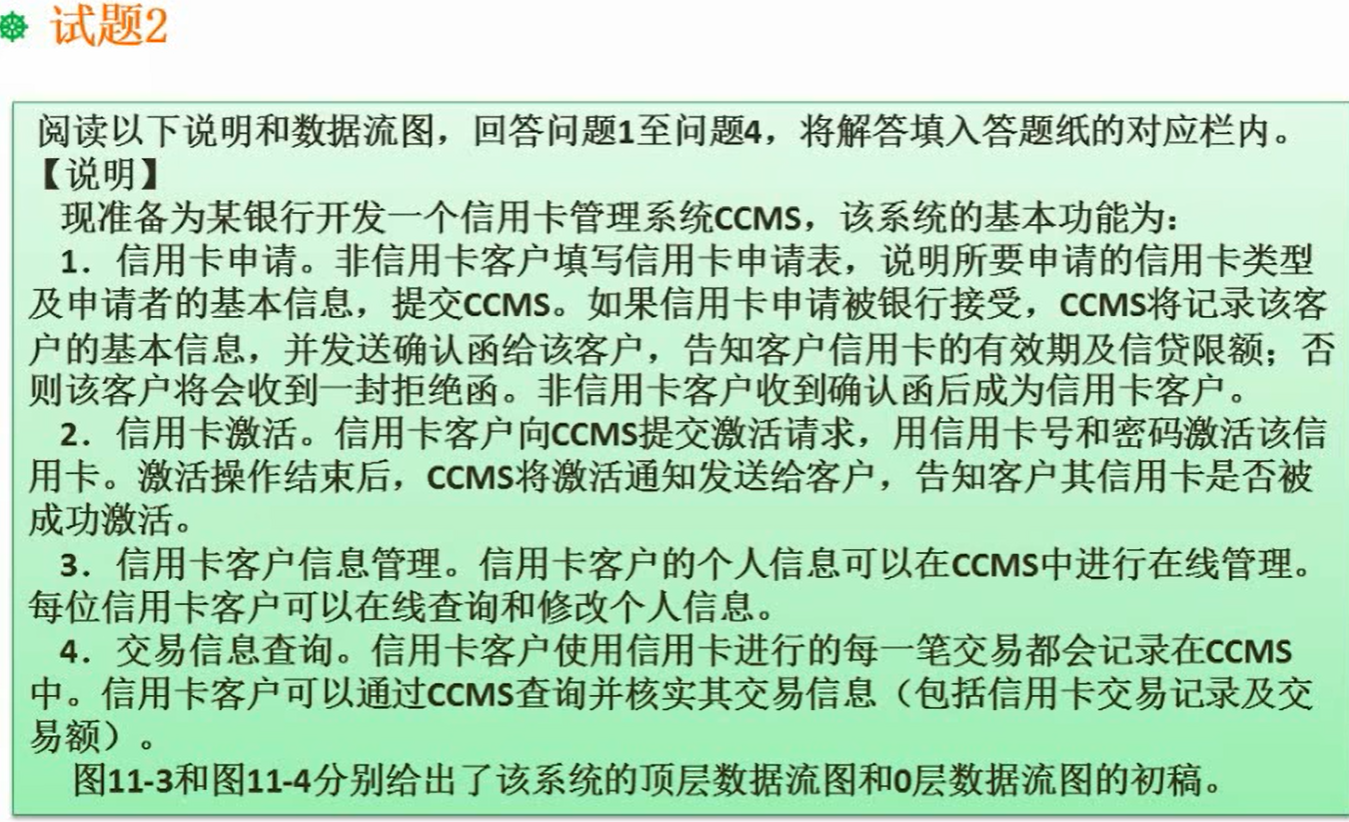 试题2
阅读以下说明和数据流图，回答问题1至问题4，将解答填入答题纸的对应栏内。
【说明】
现准备为某银行开发一个信用卡管理系统CCMS，该系统的基本功能为：
1．信用卡申请。非信用卡客户填写信用卡申请表，说明所要申请的信用卡类型
及申请者的基本信息，提交CCMS。如果信用卡申请被银行接受，CCMS将记录该客
户的基本信息，并发送确认函给该客户，告知客户信用卡的有效期及信贷限额；否
则该客户将会收到一封拒绝函。非信用卡客户收到确认函后成为信用卡客户。
2．信用卡激活。信用卡客户向CCMS提交激活请求，用信用卡号和密码激活该信
用卡。激活操作结束后，CCMS将激活通知发送给客户，告知客户其信用卡是否被
成功激活。
3．信用卡客户信息管理。信用卡客户的个人信息可以在CCMS中进行在线管理。
每位信用卡客户可以在线查询和修改个人信息。
4．交易信息查询。信用卡客户使用信用卡进行的每一笔交易都会记录在CCMS
中。信用卡客户可以通过CCMS查询并核实其交易信息（包括信用卡交易记录及交
易额）。
图11-3和图11-4分别给出了该系统的顶层数据流图和0层数据流图的初稿。